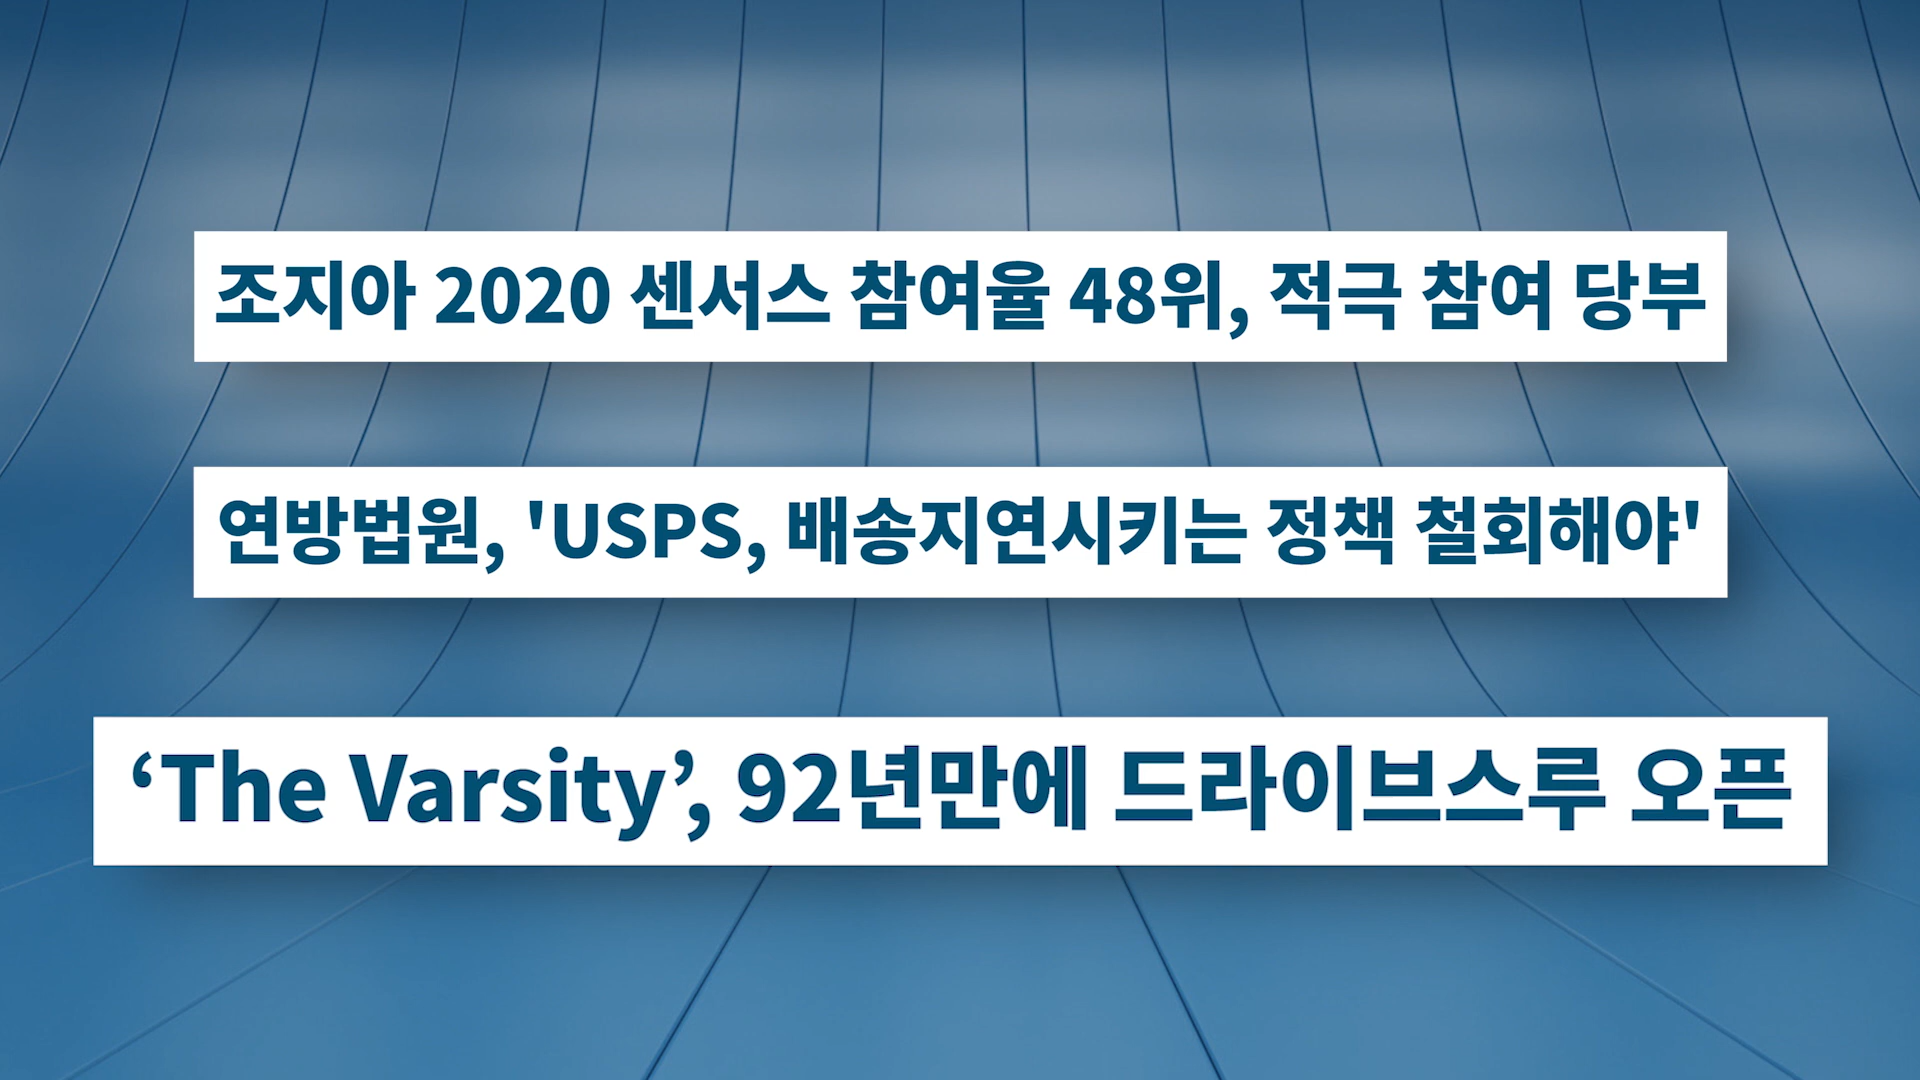 조지아 2020 센서스 참여율 48위, 적극 참여 당부
연방법원, 'USPS, 배송지연시키는 정책 철회해야'
‘The Varsity’, 92년만에 드라이브스루 오픈